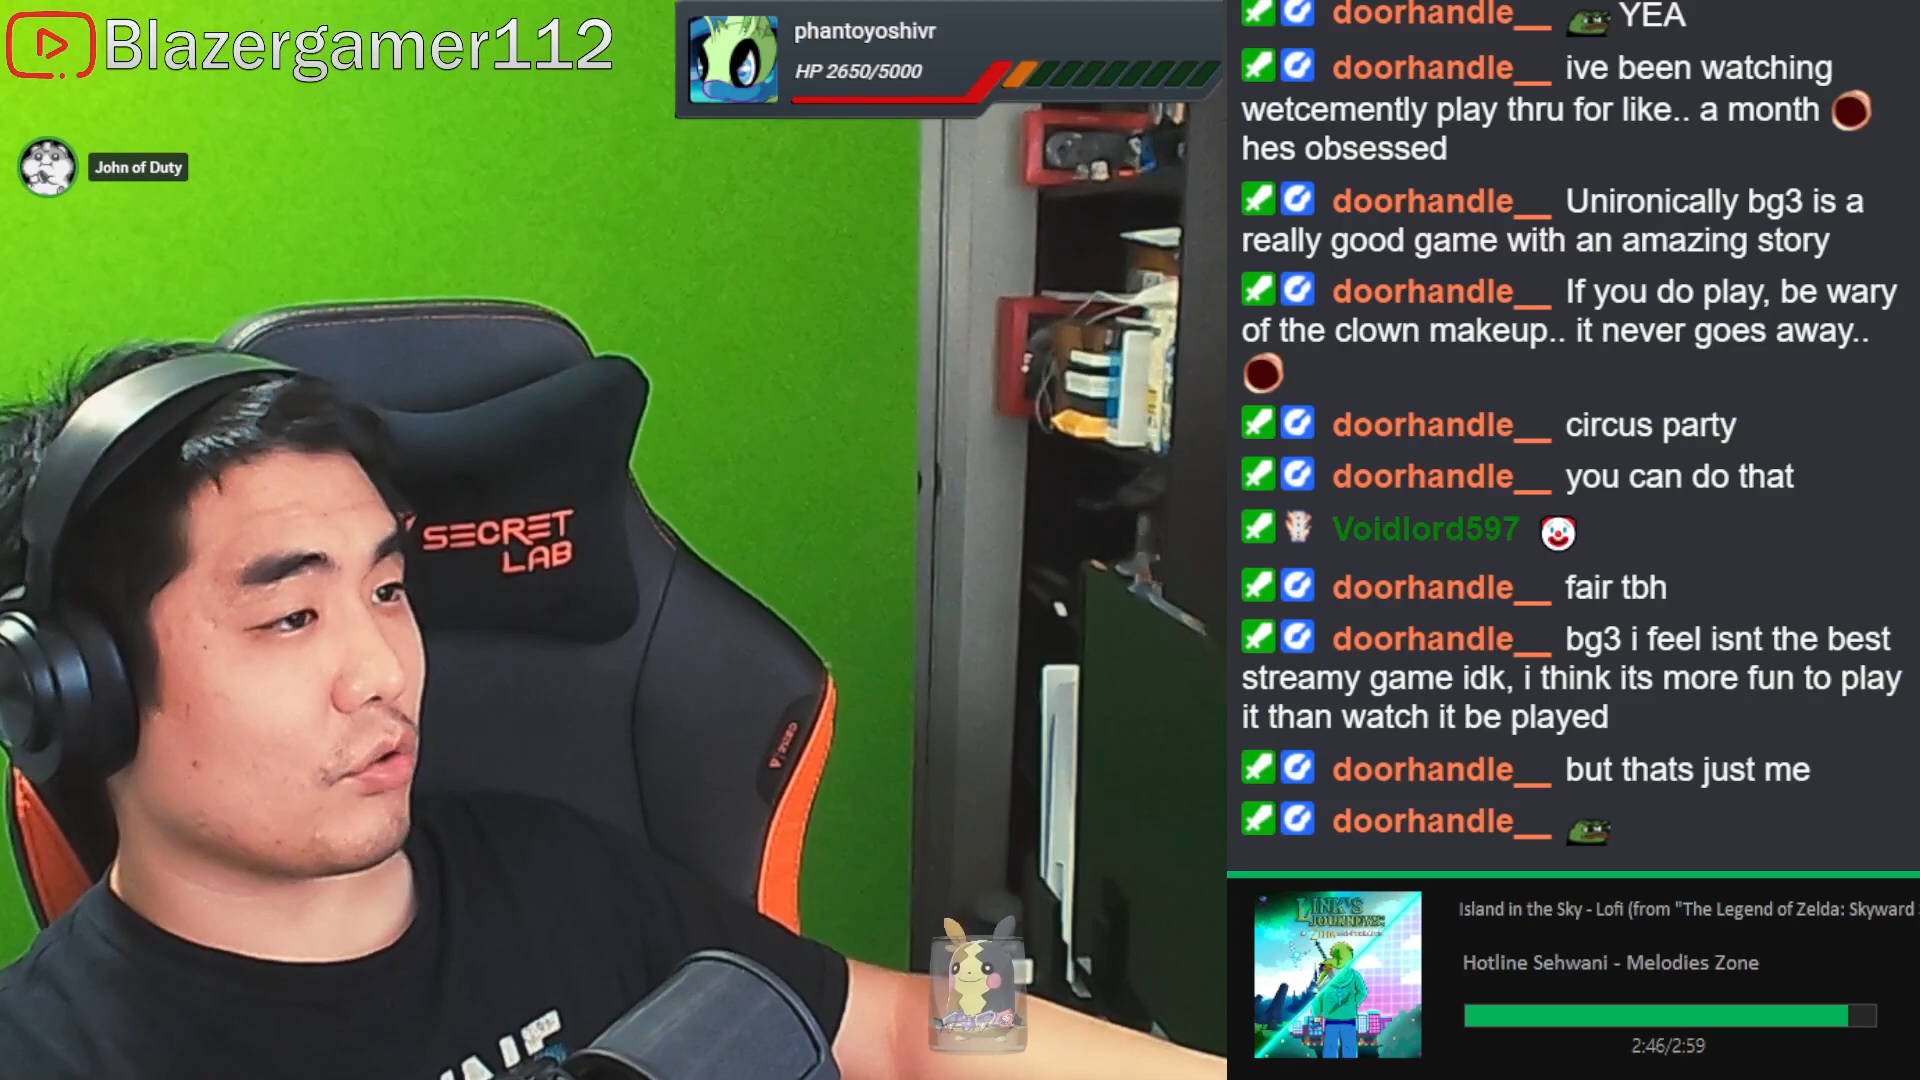 Blazergamer112
phantoyoshivr
HP 2650/5000
John of Duty
SECRET
LAB
doorhandle__ YEA
doorhandle__ ive been watching
wetcemently play thru for like.. a month
hes obsessed
doorhandle__ Unironically bg3 is a
really good game with an amazing story
doorhandle__ If you do play, be wary
of the clown makeup.. it never goes away..
doorhandle__ circus party
doorhandle__ you can do that
Voidlord597
doorhandle__ fair tbh
doorhandle__ bg3 i feel isnt the best
streamy game idk, i think its more fun to play
it than watch it be played
doorhandle__ but thats just me
doorhandle__
LINK'S
Island in the Sky - Lofi (from "The Legend of Zelda: Skyward
Hotline Sehwani - Melodies Zone
2:46/2:59